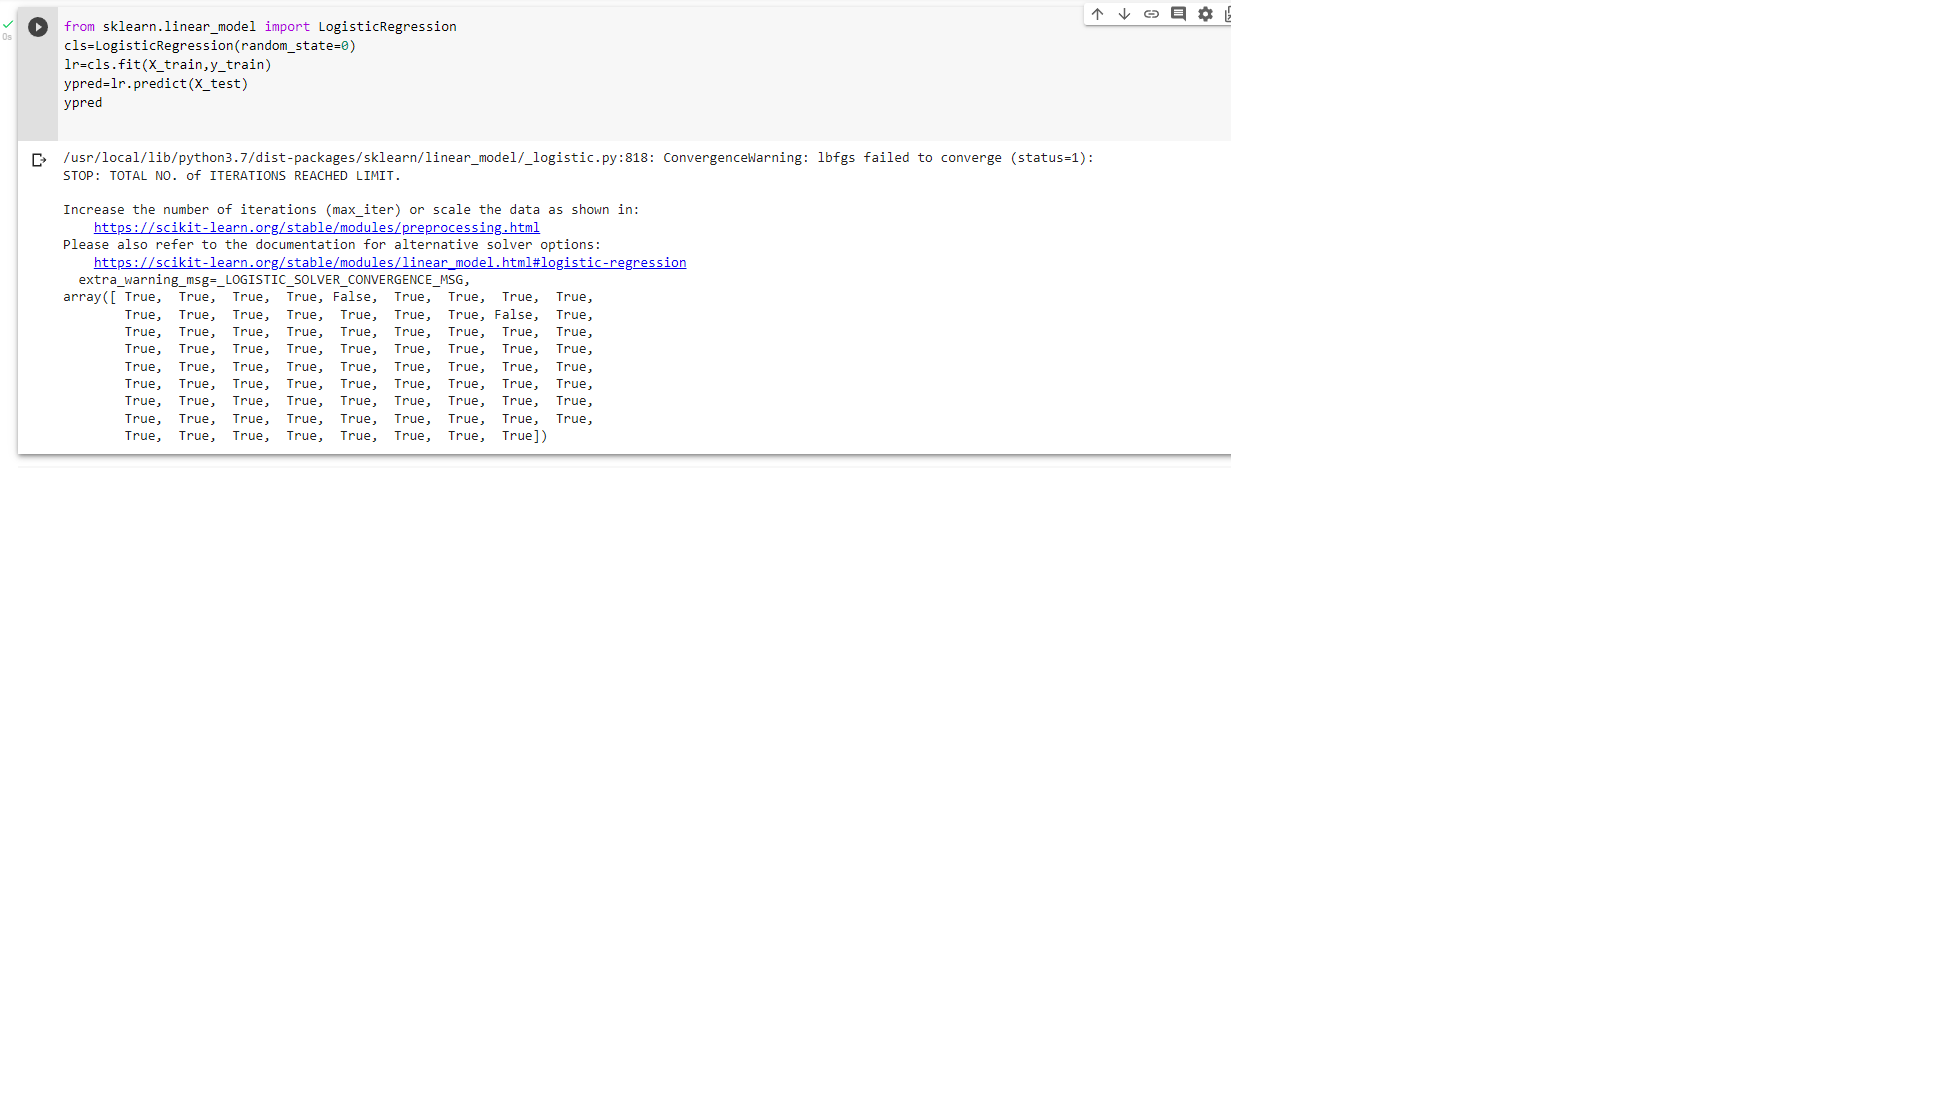 from sklearn.linear_model import LogisticRegression
cls=LogisticRegression(random_state=0)
lr=cls.fit(X_train,y_train)
ypred=lr.predict(X_test)
ypred
0s
/usr/local/lib/python3.7/dist-packages/sklearn/linear_model/_logistic.py:818: ConvergenceWarning: lbfgs failed to converge (status=1):
STOP: TOTAL NO. of ITERATIONS REACHED LIMIT.
Increase the number of iterations (max_iter) or scale the data as shown in:
https://scikit-learn.org/stable/modules/preprocessing.html
Please also refer to the documentation for alternative solver options:
https://scikit-learn.org/stable/modules/linear_model.html#logistic-regression
extra_warning_msg=_LOGISTIC_SOLVER_CONVERGENCE_MSG,
array([ True, True, True, True, False, True, True, True, True,
True, True, True, True, True, True, True, False, True,
True, True, True, True, True, True, True, True, True,
True, True, True, True, True, True, True, True, True,
True, True, True, True, True, True, True, True, True,
True, True, True, True, True, True, True, True, True,
True, True, True, True, True, True, True, True, True,
True, True, True, True, True, True, True, True, True,
True, True, True, True, True, True, True, True])